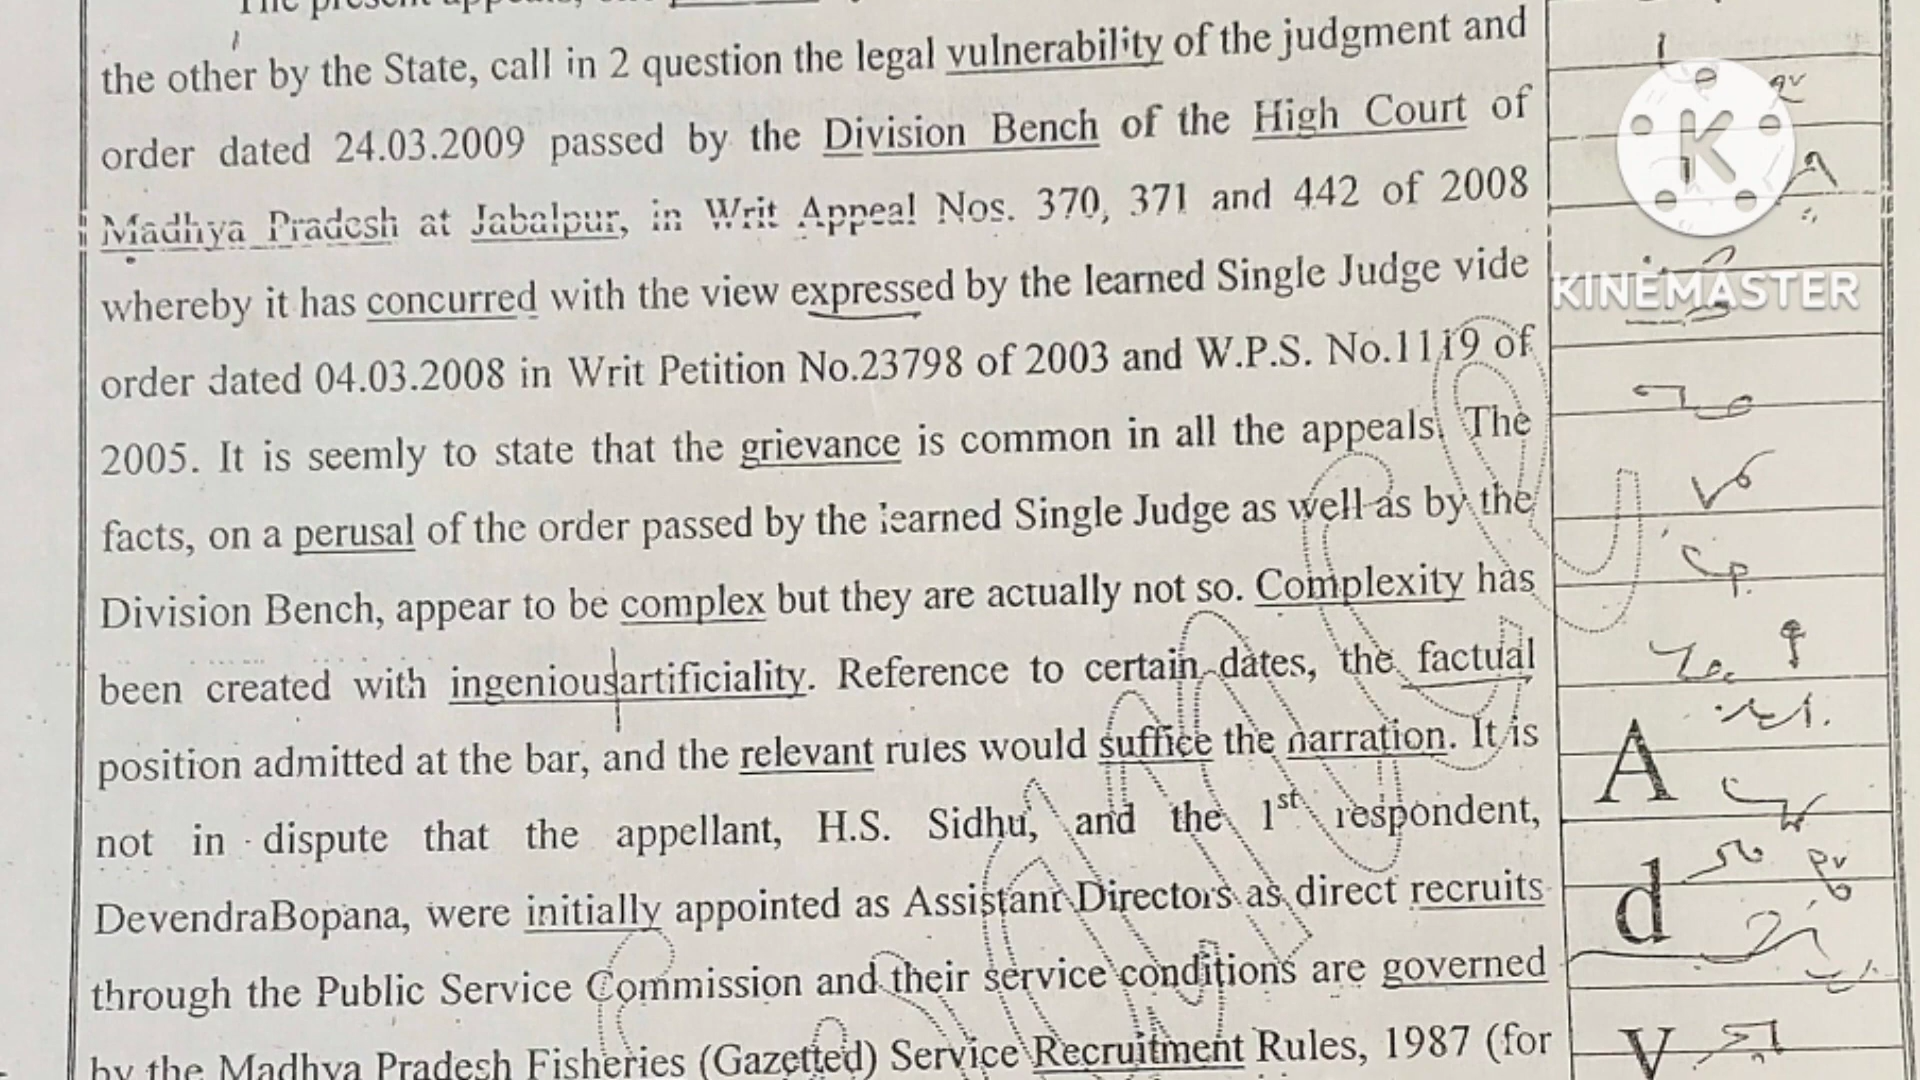 The present appeals,
the other by the State, call in 2 question the legal vulnerability of the judgment and
order dated 24.03.2009 passed by the Division Bench of the High Court of
Madhya Pradesh at Jabalpur, in Writ Appeal Nos. 370, 371 and 442 of 2008
whereby it has concurred with the view expressed by the learned Single Judge vide
order dated 04.03.2008 in Writ Petition No.23798 of 2003 and W.P.S. No.1119 of
2005. It is seemly to state that the grievance is common in all the appeals. The
facts, on a perusal of the order passed by the learned Single Judge as well as by the
Division Bench, appear to be complex but they are actually not so. Complexity has
been created with ingenious artificiality. Reference to certain dates, the factual
position admitted at the bar, and the relevant rules would suffice the narration. It is
not in dispute that the appellant, H.S. Sidhu, and the 1st respondent,
DevendraBopana, were initially appointed as Assistant Directors as direct recruits
through the Public Service Commission and their service conditions are governed
by the Madhya Pradesh Fisheries (Gazetted) Service Recruitment Rules, 1987 (for
K
KINEMASTER
A
d
v